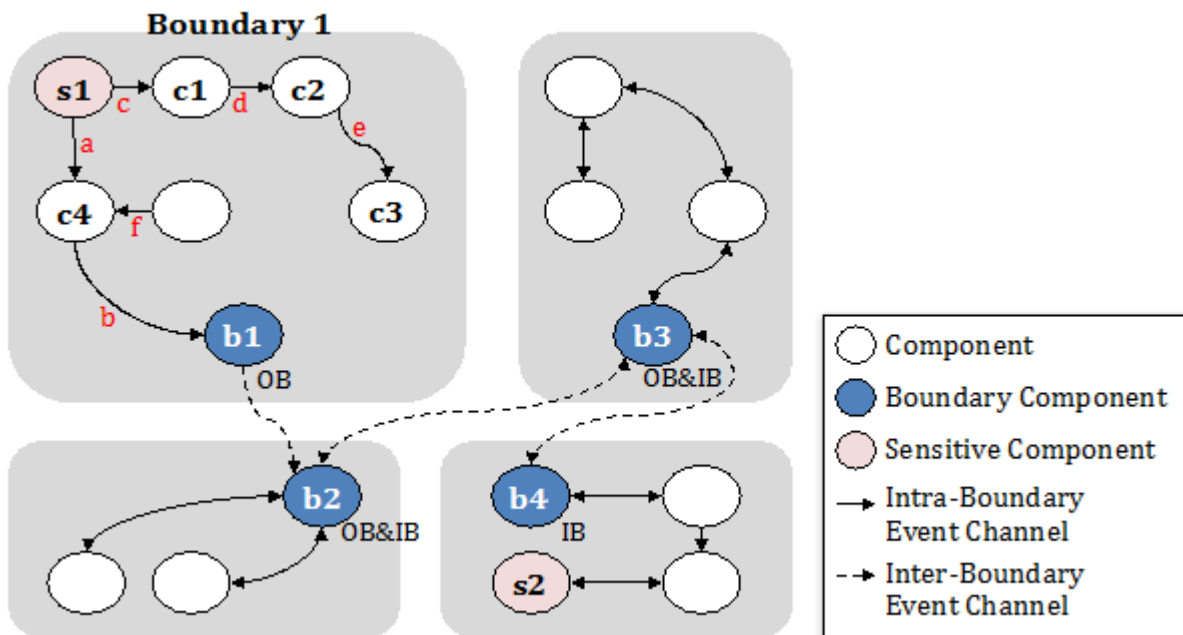 Boundary 1
s1
c
c1
d
c2
a
e
c4
f
c3
b
b1
OB
b3
OB&IB
b2
OB&IB
b4
IB
s2
Component
Boundary Component
Sensitive Component
Intra-Boundary
Event Channel
Inter-Boundary
Event Channel